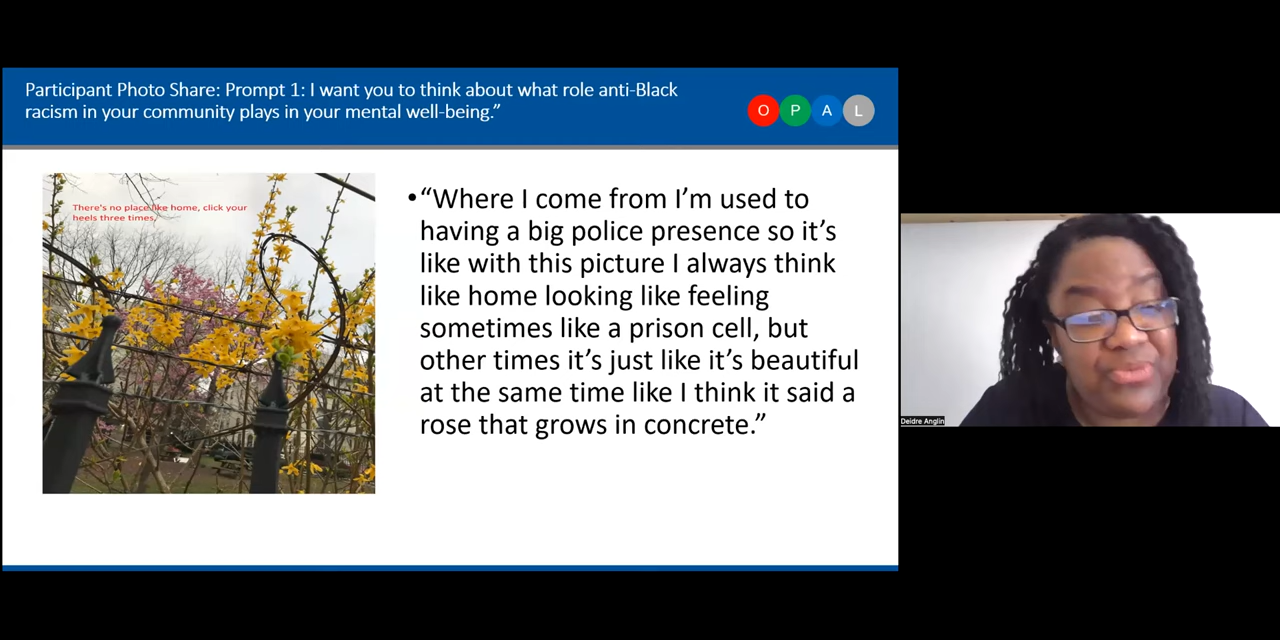 Participant Photo Share: Prompt 1: I want you to think about what role anti-Black
racism in your community plays in your mental well-being.”
O P A L
There's no place like home, click your
heels three times,
•“Where I come from I’m used to
having a big police presence so it’s
like with this picture I always think
like home looking like feeling
sometimes like a prison cell, but
other times it’s just like it’s beautiful
at the same time like I think it said a
rose that grows in concrete.”
Deidre Anglin